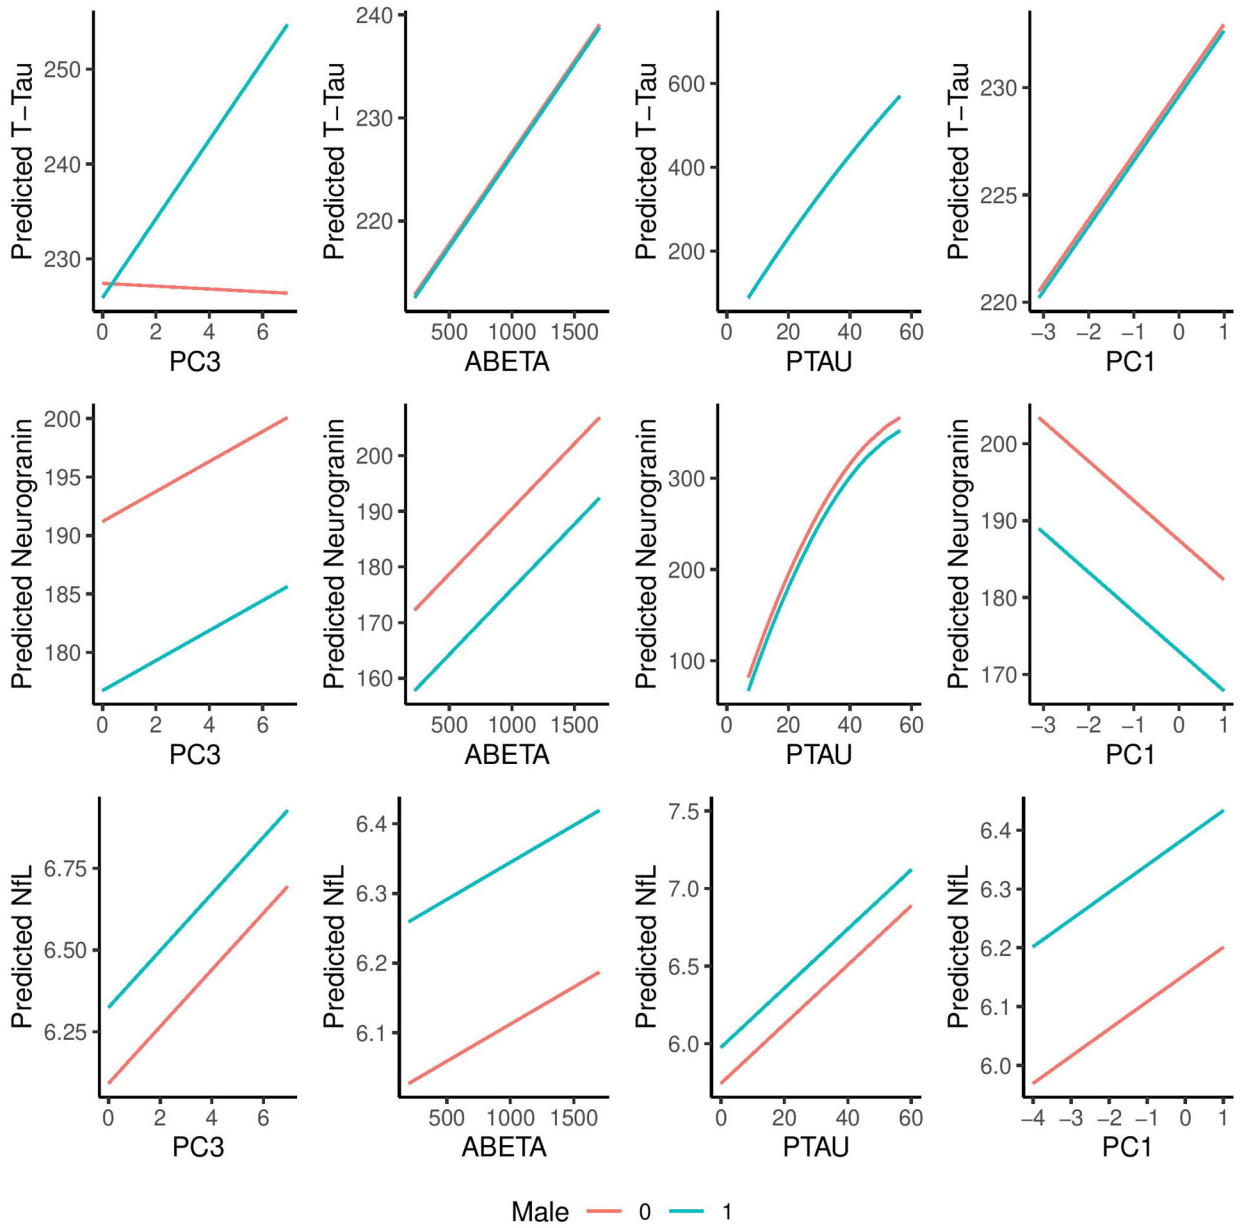 Predicted T−Tau
250
240
230
0 2 4 6
PC3
Predicted T−Tau
240
230
220
500 1000 1500
ABETA
Predicted T−Tau
600
400
200
0 20 40 60
PTAU
Predicted T−Tau
230
225
220
−3 −2 −1 0 1
PC1
Predicted Neurogranin
200
195
190
185
180
0 2 4 6
PC3
Predicted Neurogranin
200
190
180
170
160
500 1000 1500
ABETA
Predicted Neurogranin
300
200
100
0 20 40 60
PTAU
Predicted Neurogranin
200
190
180
170
−3 −2 −1 0 1
PC1
Predicted NfL
6.75
6.50
6.25
0 2 4 6
PC3
Predicted NfL
6.4
6.3
6.2
6.1
500 1000 1500
ABETA
Predicted NfL
7.5
7.0
6.5
6.0
0 20 40 60
PTAU
Predicted NfL
6.4
6.3
6.2
6.1
6.0
−4 −3 −2 −1 0 1
PC1
Male 0 1